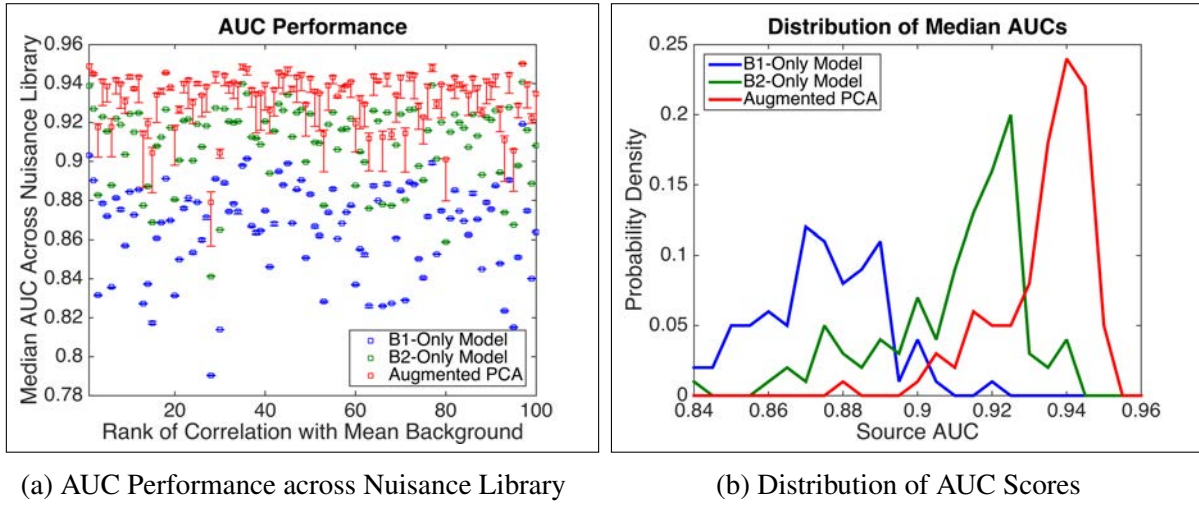 AUC Performance
Median AUC Across Nuisance Library
0.96
0.94
0.92
0.9
0.88
0.86
0.84
0.82
0.8
0.78
B1-Only Model
B2-Only Model
Augmented PCA
20 40 60 80 100
Rank of Correlation with Mean Background
(a) AUC Performance across Nuisance Library
Distribution of Median AUCs
Probability Density
0.25
0.2
0.15
0.1
0.05
0
B1-Only Model
B2-Only Model
Augmented PCA
0.84 0.86 0.88 0.9 0.92 0.94 0.96
Source AUC
(b) Distribution of AUC Scores